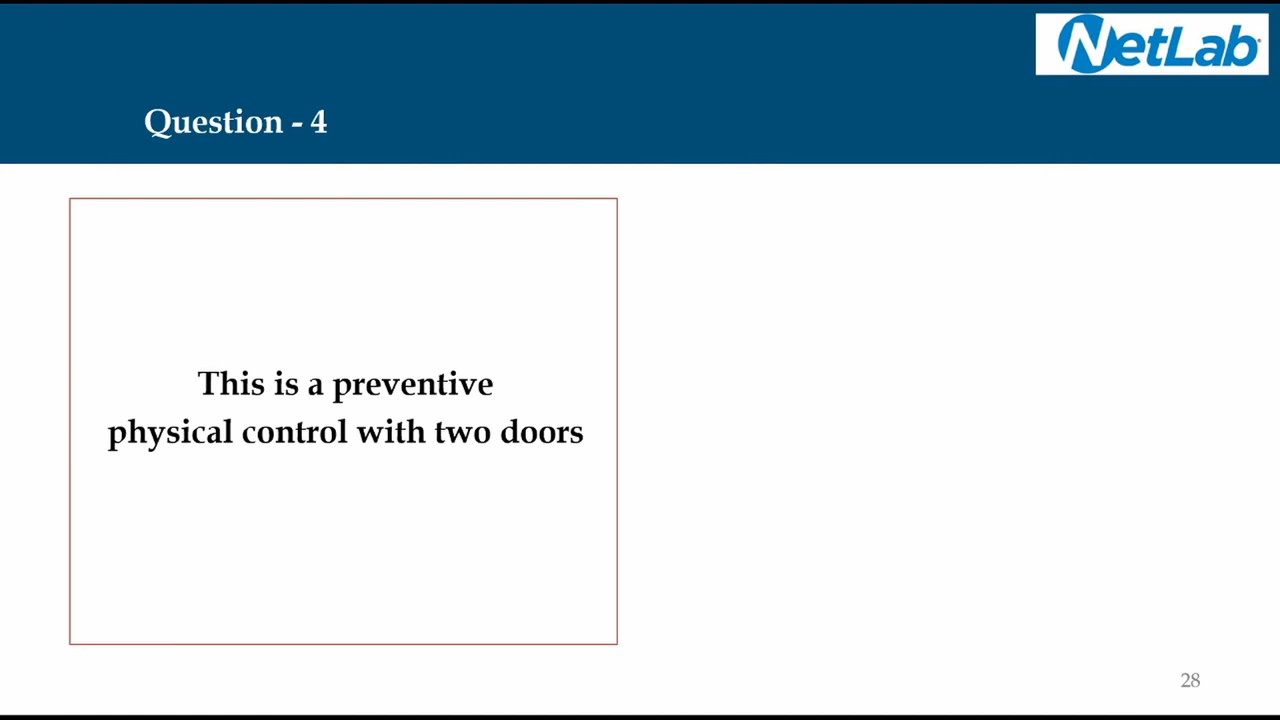 NetLab
Question - 4
This is a preventive
physical control with two doors
28